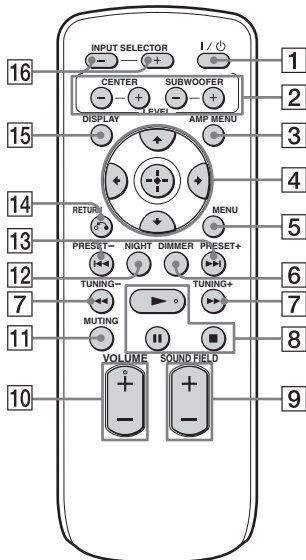 INPUT SELECTOR
I / ⏻
1
− +
16
CENTER SUBWOOFER
− + − +
2
LEVEL
DISPLAY AMP MENU
15
3
4
14
RETURN
MENU
5
13
PRESET− NIGHT DIMMER PRESET+
12
6
TUNING− TUNING+
7
7
MUTING
11
8
VOLUME SOUND FIELD
+ +
10
9
− −